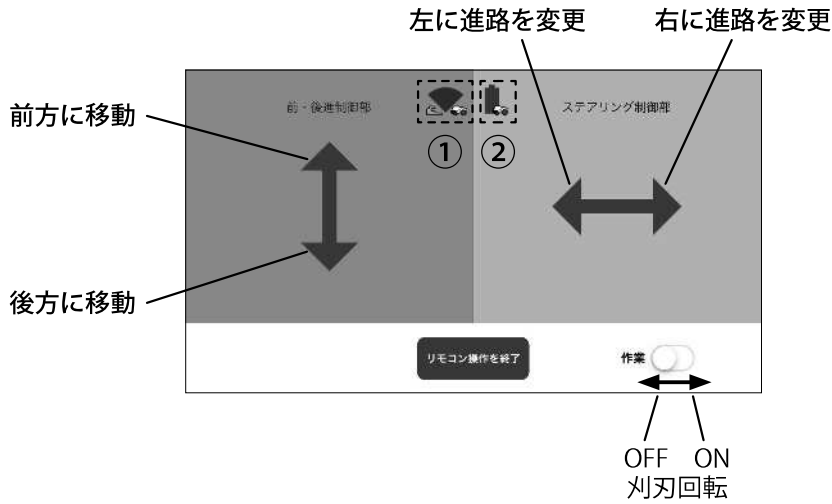 左に進路を変更 右に進路を変更
前・後進制御部 ステアリング制御部
前方に移動
① ②
後方に移動
リモコン操作を終了 作業
OFF ON
刈刃回転